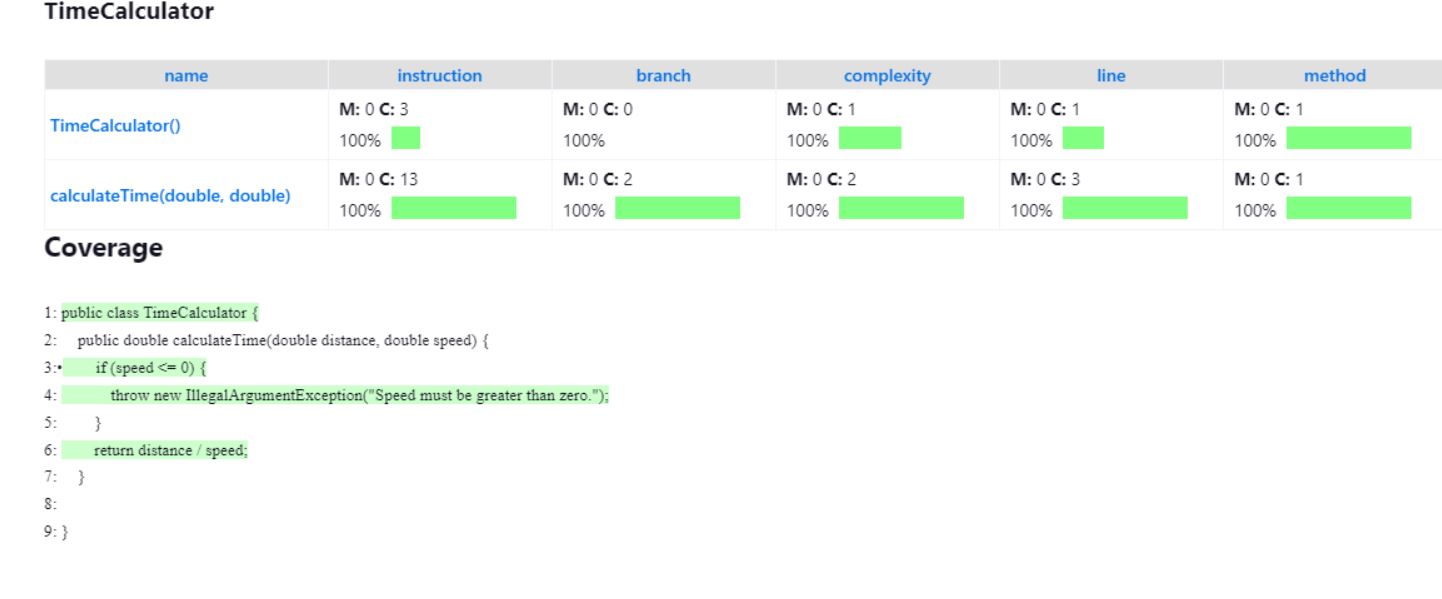 TimeCalculator
name instruction branch complexity line method
TimeCalculator()
M: 0 C: 3
100%
M: 0 C: 0
100%
M: 0 C: 1
100%
M: 0 C: 1
100%
M: 0 C: 1
100%
calculateTime(double, double)
M: 0 C: 13
100%
M: 0 C: 2
100%
M: 0 C: 2
100%
M: 0 C: 3
100%
M: 0 C: 1
100%
Coverage
1: public class TimeCalculator {
2:     public double calculateTime(double distance, double speed) {
3:•        if (speed <= 0) {
4:             throw new IllegalArgumentException("Speed must be greater than zero.");
5:         }
6:         return distance / speed;
7:     }
8:
9: }